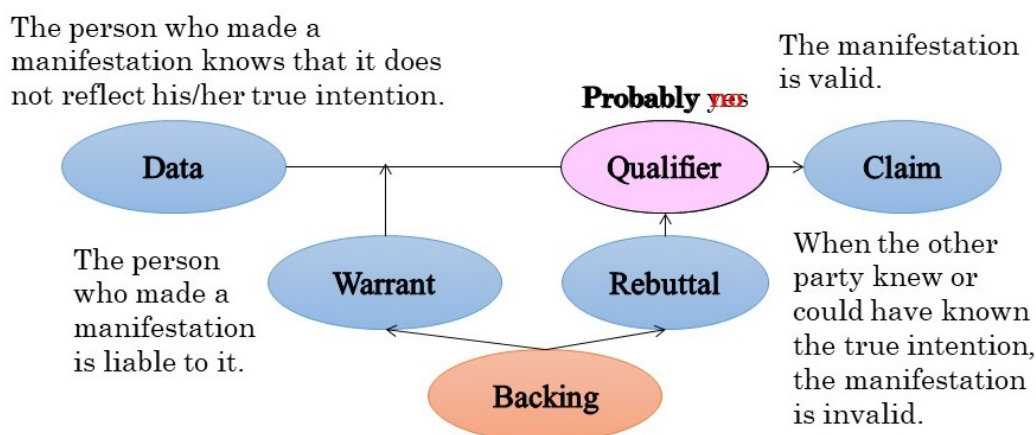 The person who made a
manifestation knows that it does
not reflect his/her true intention.
The manifestation
is valid.
Probably no
Data
Qualifier
Claim
The person
who made a
manifestation
is liable to it.
Warrant
Rebuttal
When the other
party knew or
could have known
the true intention,
the manifestation
is invalid.
Backing